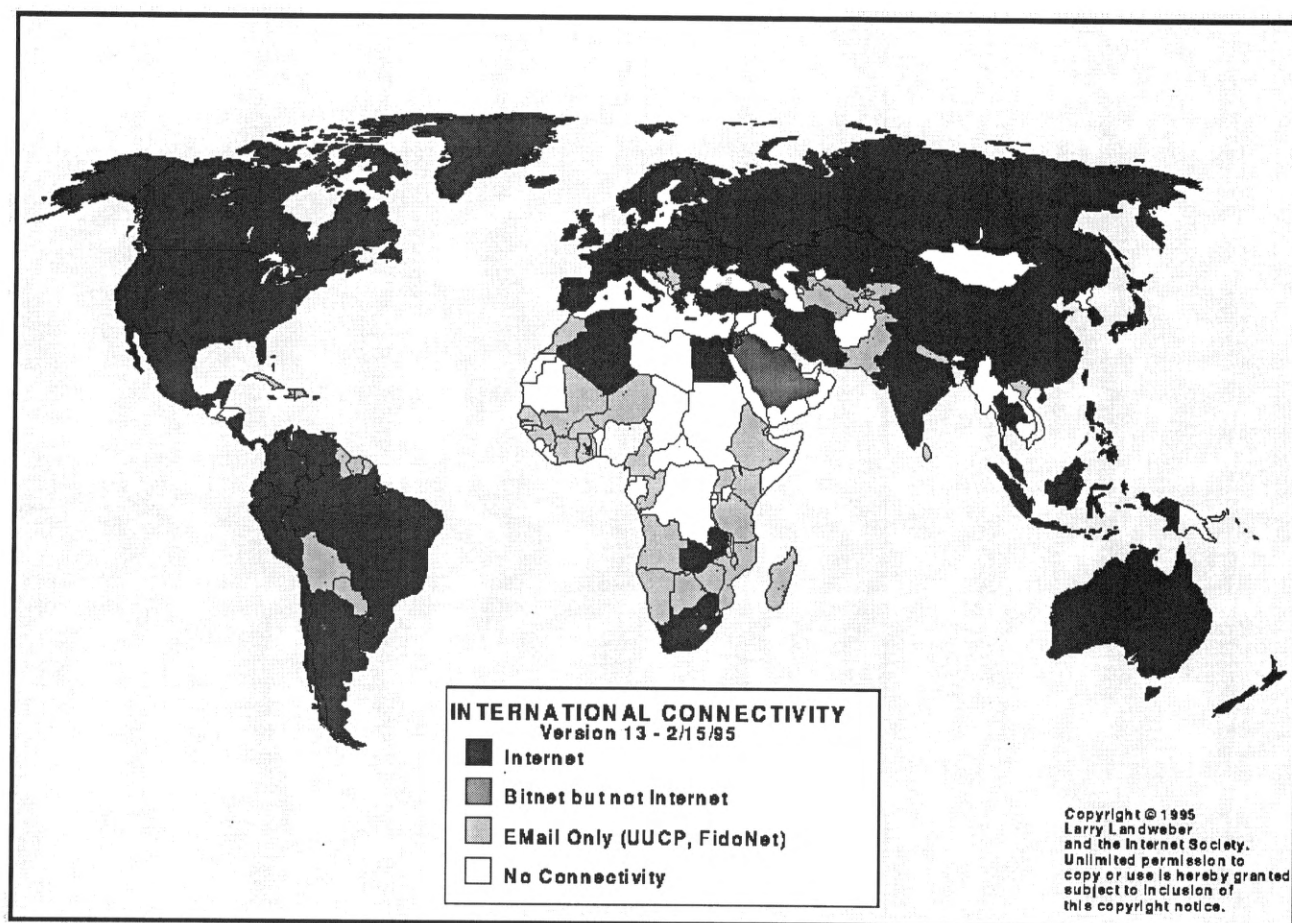 INTERNATIONAL CONNECTIVITY
Version 13 - 2/15/95
Internet
Bitnet but not Internet
EMail Only (UUCP, FidoNet)
No Connectivity
Copyright © 1995
Larry Landweber
and the Internet Society.
Unlimited permission to
copy or use is hereby granted
subject to inclusion of
this copyright notice.